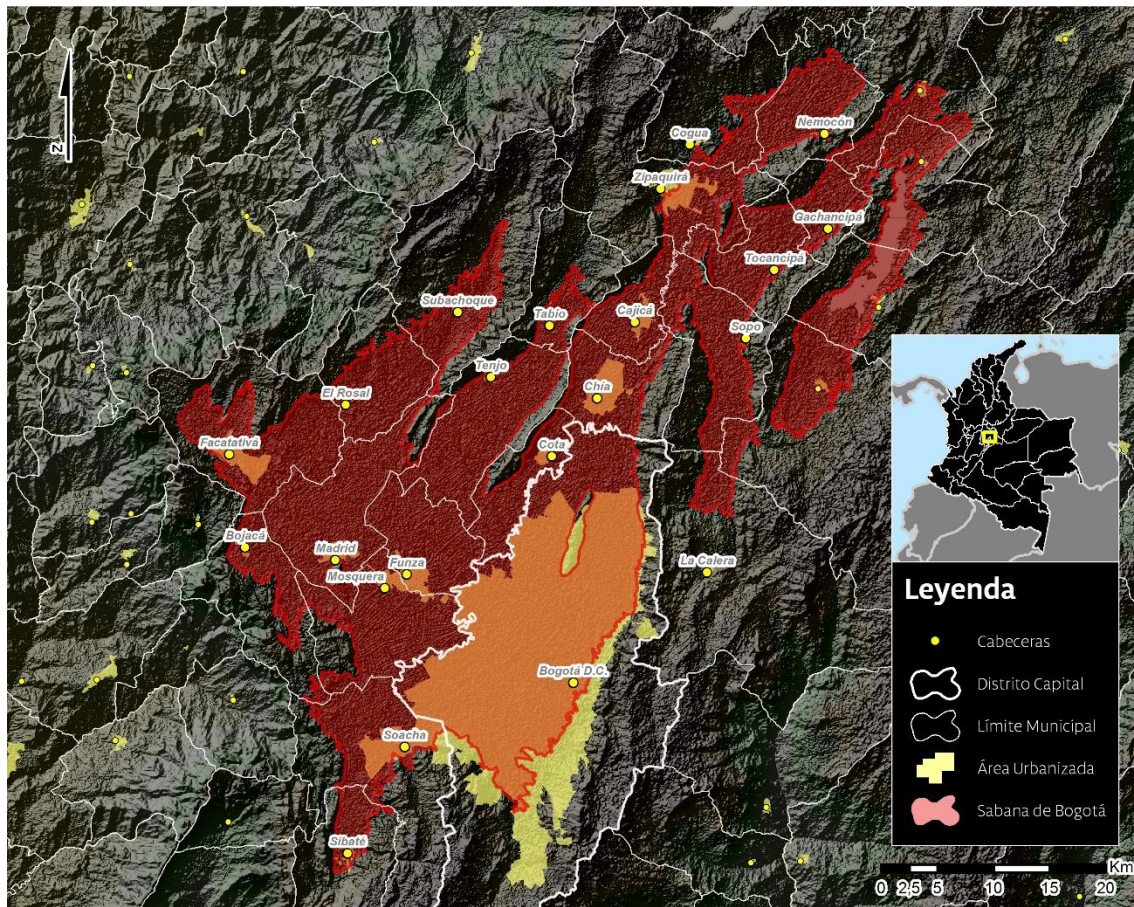 N
Cogua
Nemocón
Zipaquirá
Gachancipá
Tocancipá
Subachoque
Tabio
Cajicá
Sopo
Tenjo
Chía
El Rosal
Facatativá
Cota
Bojacá
Madrid
Funza
Mosquera
La Calera
Bogotá D.C.
Soacha
Sibaté
Leyenda
Cabeceras
Distrito Capital
Límite Municipal
Área Urbanizada
Sabana de Bogotá
Km
0 2,5 5 10 15 20